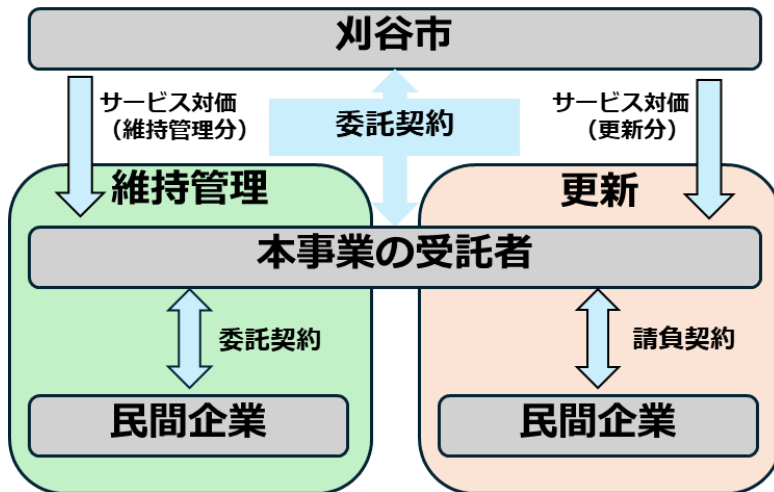 刈谷市
サービス対価
（維持管理分）
委託契約
サービス対価
（更新分）
維持管理
更新
本事業の受託者
委託契約
請負契約
民間企業
民間企業